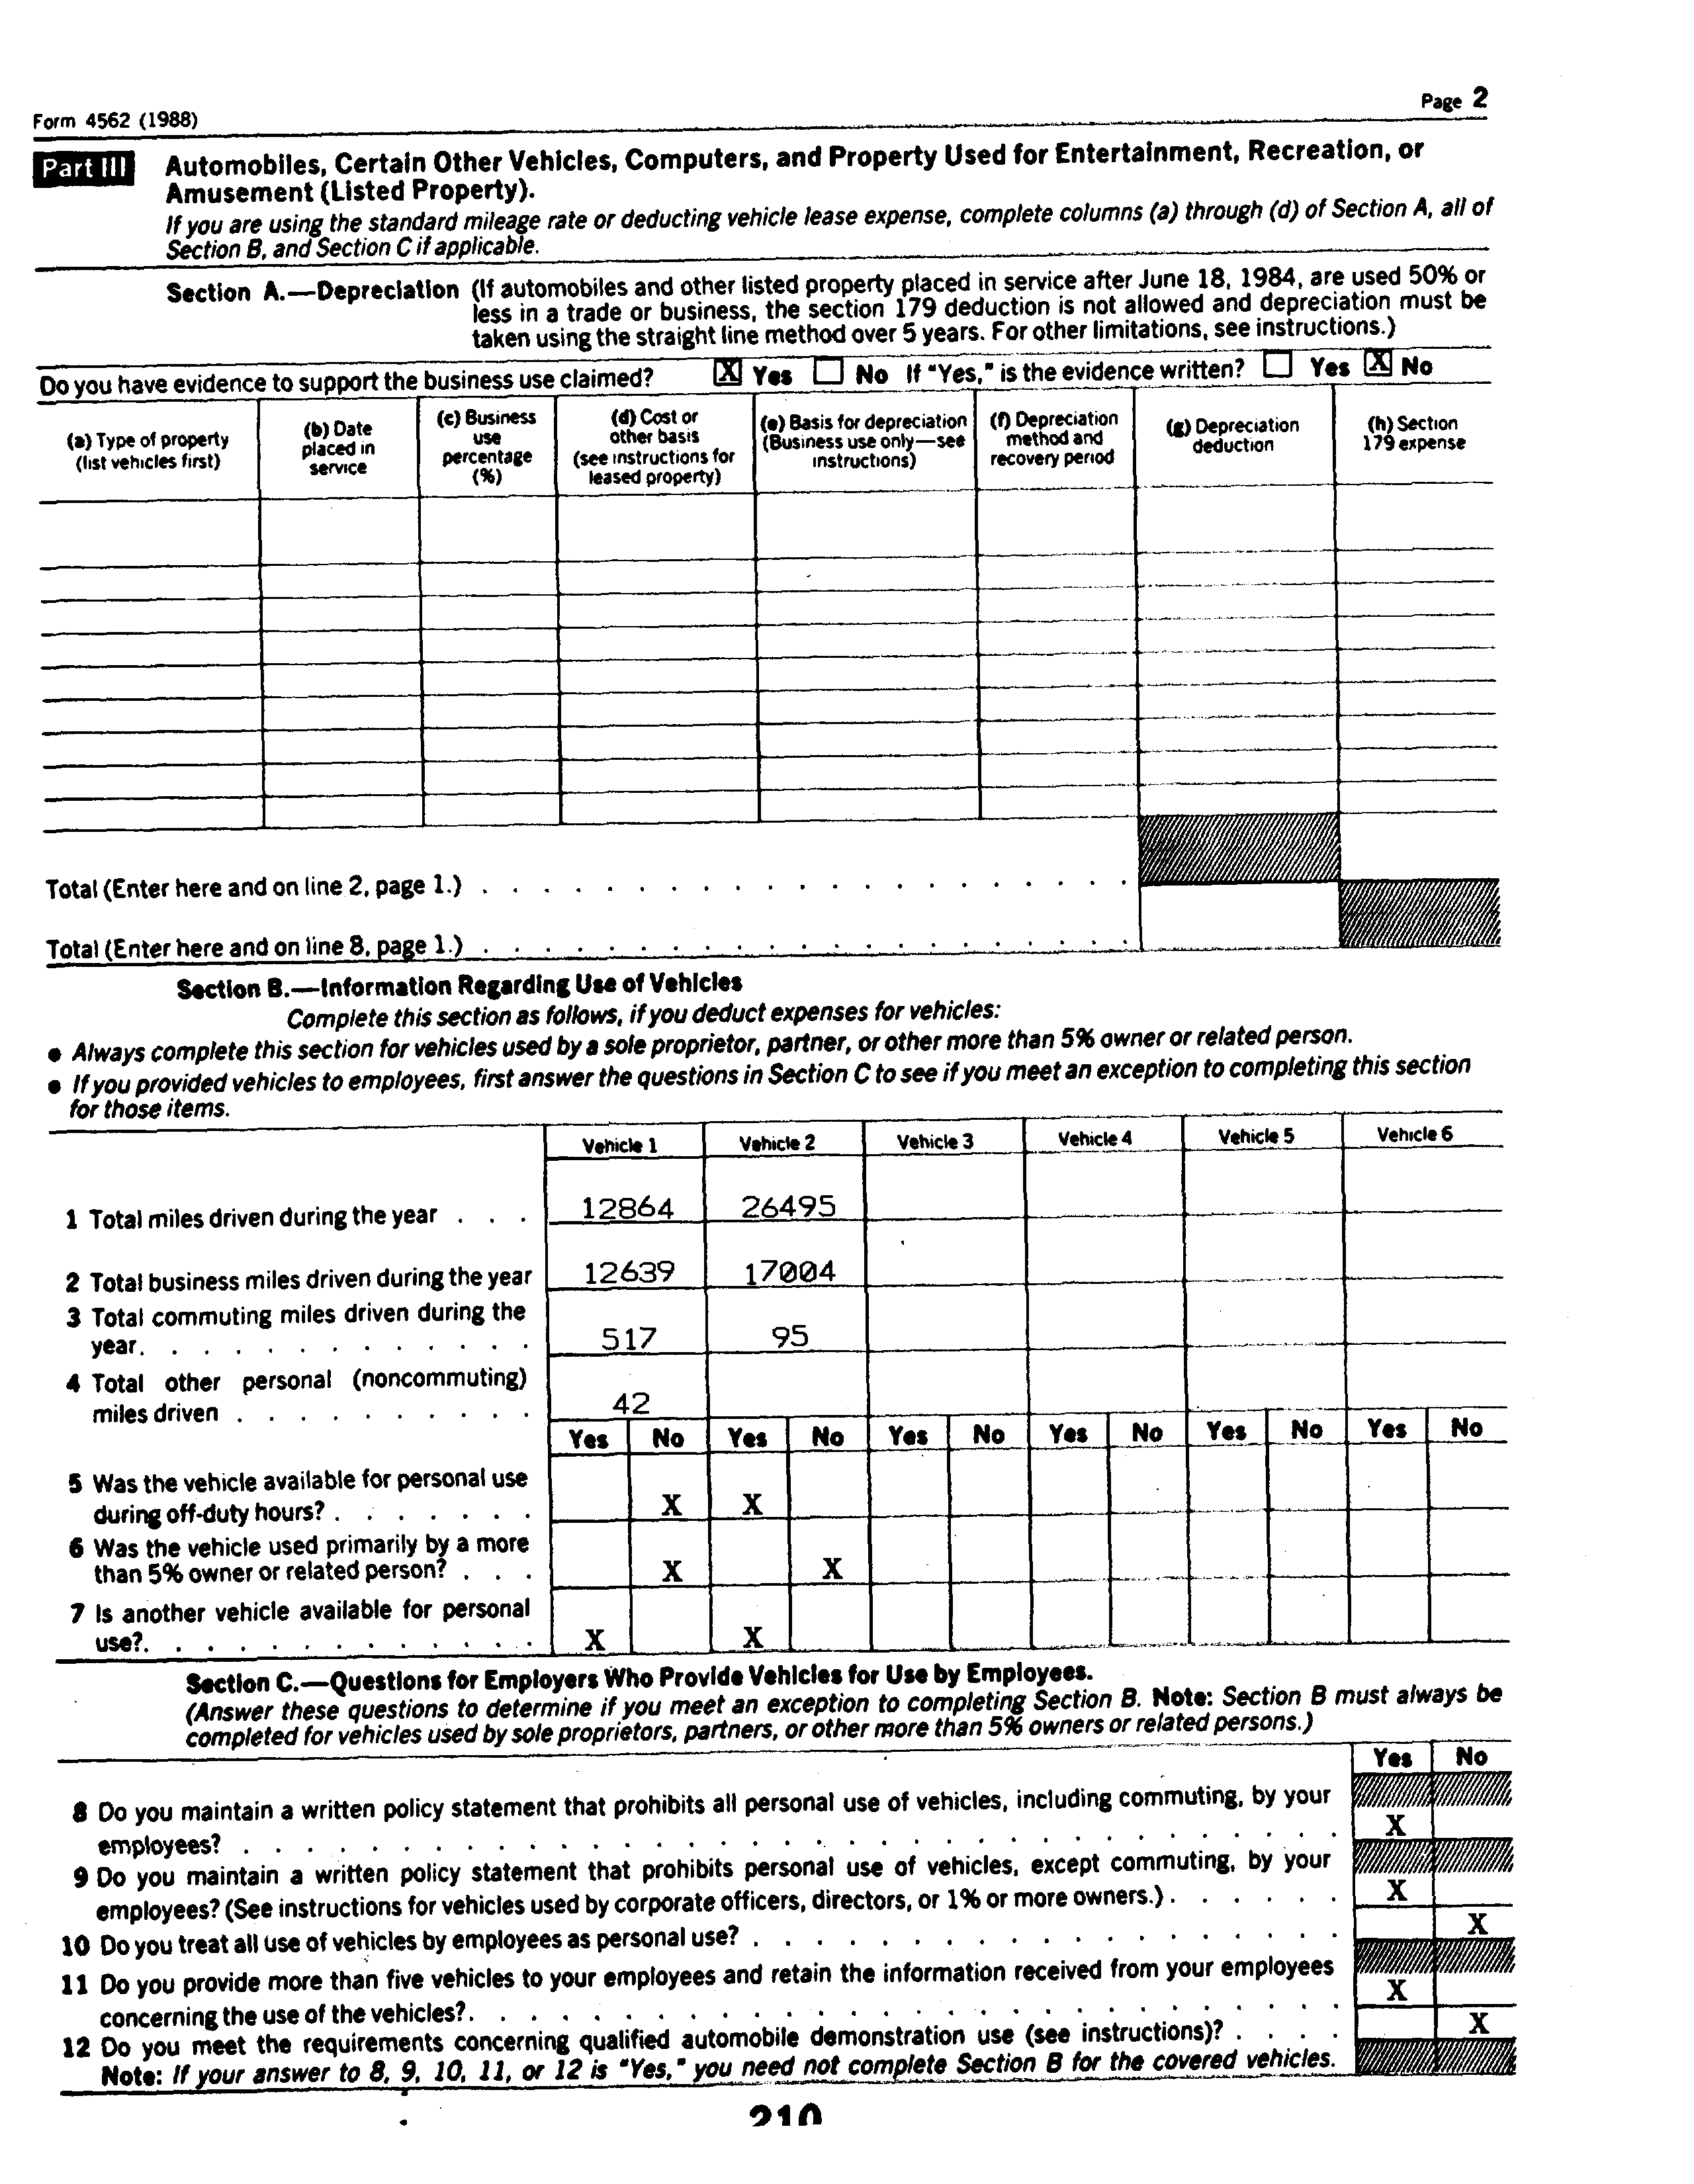 Form 4562 (1988)
Page 2
Part III Automobiles, Certain Other Vehicles, Computers, and Property Used for Entertainment, Recreation, or
Amusement (Listed Property).
If you are using the standard mileage rate or deducting vehicle lease expense, complete columns (a) through (d) of Section A, all of
Section B, and Section C if applicable.
Section A.—Depreciation (If automobiles and other listed property placed in service after June 18, 1984, are used 50% or
less in a trade or business, the section 179 deduction is not allowed and depreciation must be
taken using the straight line method over 5 years. For other limitations, see instructions.)
Do you have evidence to support the business use claimed? X Yes No If "Yes," is the evidence written? Yes X No
(a) Type of property
(list vehicles first)
(b) Date
placed in
service
(c) Business
use
percentage
(%)
(d) Cost or
other basis
(see instructions for
leased property)
(e) Basis for depreciation
(Business use only—see
instructions)
(f) Depreciation
method and
recovery period
(g) Depreciation
deduction
(h) Section
179 expense
Total (Enter here and on line 2, page 1.) . . . . . . . . . . . . . . . . . . . . .
Total (Enter here and on line 8, page 1.) . . . . . . . . . . . . . . . . . . . . .
Section B.—Information Regarding Use of Vehicles
Complete this section as follows, if you deduct expenses for vehicles:
● Always complete this section for vehicles used by a sole proprietor, partner, or other more than 5% owner or related person.
● If you provided vehicles to employees, first answer the questions in Section C to see if you meet an exception to completing this section
for those items.
Vehicle 1 Vehicle 2 Vehicle 3 Vehicle 4 Vehicle 5 Vehicle 6
1 Total miles driven during the year . . . 12864 26495
2 Total business miles driven during the year 12639 17004
3 Total commuting miles driven during the
year. . . . . . . . . . . . . 517 95
4 Total other personal (noncommuting)
miles driven . . . . . . . . . . 42
Yes No Yes No Yes No Yes No Yes No Yes No
5 Was the vehicle available for personal use
during off-duty hours? . . . . . . . X X
6 Was the vehicle used primarily by a more
than 5% owner or related person? . . . X X
7 Is another vehicle available for personal
use?. . . . . . . . . . . . . X X
Section C.—Questions for Employers Who Provide Vehicles for Use by Employees.
(Answer these questions to determine if you meet an exception to completing Section B. Note: Section B must always be
completed for vehicles used by sole proprietors, partners, or other more than 5% owners or related persons.)
Yes No
8 Do you maintain a written policy statement that prohibits all personal use of vehicles, including commuting, by your
employees? . . . . . . . . . . . . . . . . . . . . . . . . . . . . . . . . . . X
9 Do you maintain a written policy statement that prohibits personal use of vehicles, except commuting, by your
employees? (See instructions for vehicles used by corporate officers, directors, or 1% or more owners.) . . . . . . X
10 Do you treat all use of vehicles by employees as personal use? . . . . . . . . . . . . . . . . . . . X
11 Do you provide more than five vehicles to your employees and retain the information received from your employees
concerning the use of the vehicles?. . . . . . . . . . . . . . . . . . . . . . . . . . . . X
12 Do you meet the requirements concerning qualified automobile demonstration use (see instructions)? . . . . X
Note: If your answer to 8, 9, 10, 11, or 12 is "Yes," you need not complete Section B for the covered vehicles.
210